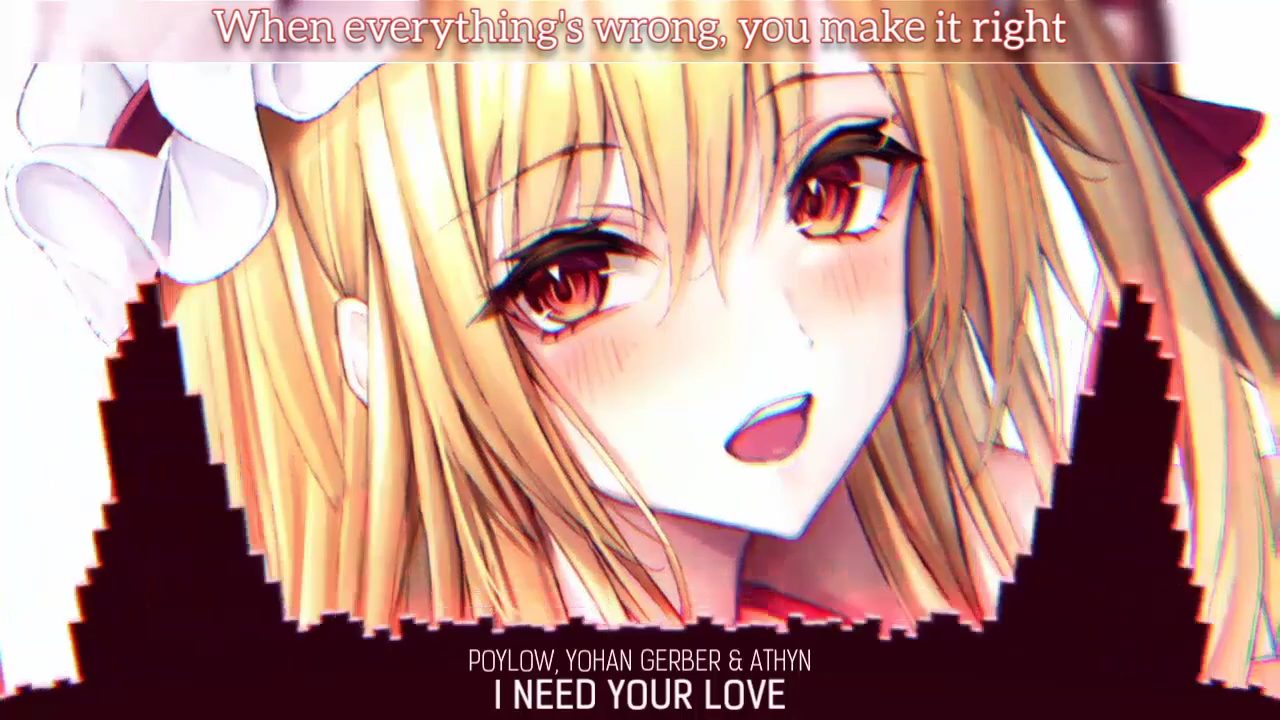 When everything's wrong, you make it right
POYLOW, YOHAN GERBER & ATHYN
I NEED YOUR LOVE